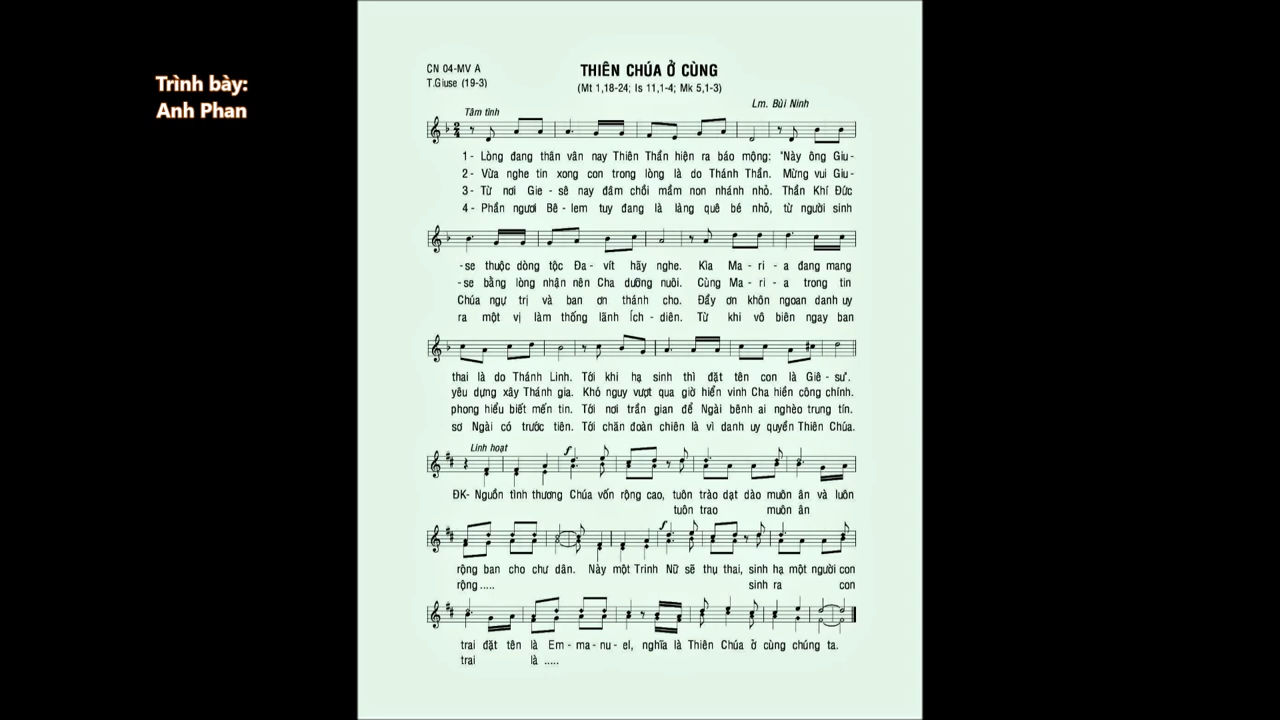 Trình bày:
Anh Phan
CN 04-MV A
T.Giuse (19-3)
THIÊN CHÚA Ở CÙNG
(Mt 1,18-24; Is 11,1-4; Mk 5,1-3)
Lm. Bùi Ninh
Tâm tình
1- Lòng đang thân vân nay Thiên Thần hiện ra báo mộng: "Này ông Giu-
2- Vừa nghe tin xong con trong lòng là do Thánh Thần. Mừng vui Giu-
3- Từ nơi Gie - sê nay đâm chồi mầm non nhánh nhỏ. Thần Khí Đức
4- Phần ngươi Bê - lem tuy đang là làng quê bé nhỏ, từ người sinh
-se thuộc dòng tộc Đa - vít hãy nghe. Kìa Ma - ri - a đang mang
-se bằng lòng nhận nên Cha dưỡng nuôi. Cùng Ma - ri - a trong tin
Chúa ngự trị và ban ơn thánh cho. Đầy ơn khôn ngoan danh uy
ra một vị làm thống lãnh Ích - diên. Từ khi vô biên ngay ban
thai là do Thánh Linh. Tới khi hạ sinh thì đặt tên con là Giê - su".
yêu dựng xây Thánh gia. Khó nguy vượt qua giờ hiển vinh Cha hiền công chính.
phong hiểu biết mến tin. Tới nơi trần gian để Ngài bênh ai nghèo trung tín.
sơ Ngài có trước tiên. Tới chăn đoàn chiên là vì danh uy quyền Thiên Chúa.
Linh hoạt
f
ĐK- Nguồn tình thương Chúa vốn rộng cao, tuôn trào dạt dào muôn ân và luôn
tuôn trao muôn ân
f
rộng ban cho chư dân. Này một Trinh Nữ sẽ thụ thai, sinh hạ một người con
rộng ..... sinh ra con
trai đặt tên là Em - ma - nu - el, nghĩa là Thiên Chúa ở cùng chúng ta.
trai là .....